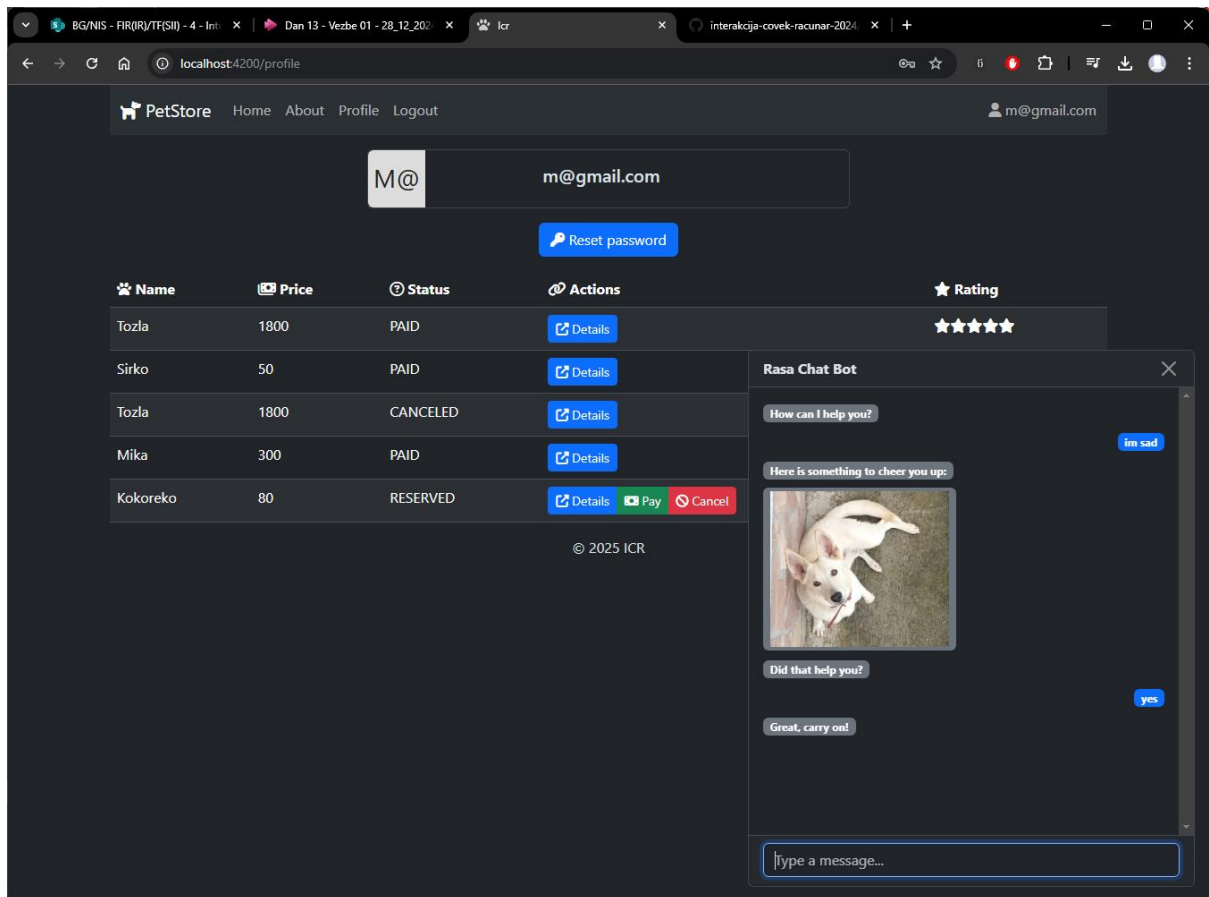 BG/NIS - FIR(IR)/TF(SII) - 4 - Int
Dan 13 - Vezbe 01 - 28_12_202
Icr
interakcija-covek-racunar-2024
localhost:4200/profile
PetStore Home About Profile Logout m@gmail.com
M@ m@gmail.com
Reset password
Name Price Status Actions Rating
Tozla 1800 PAID Details
Sirko 50 PAID Details
Tozla 1800 CANCELED Details
Mika 300 PAID Details
Kokoreko 80 RESERVED Details Pay Cancel
© 2025 ICR
Rasa Chat Bot
How can I help you?
im sad
Here is something to cheer you up:
Did that help you?
yes
Great, carry on!
Type a message...